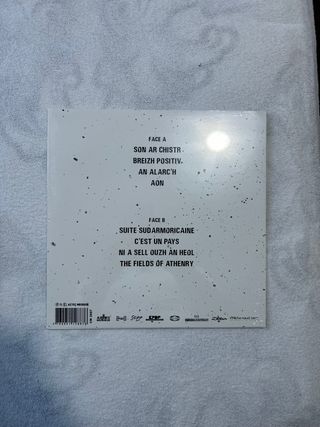 FACE A
SON AR CHISTR
BREIZH POSITIV
AN ALARC'H
AON
FACE B
SUITE SUDARMORICAINE
C'EST UN PAYS
NI A SELL OUZH AN HEOL
THE FIELDS OF ATHENRY